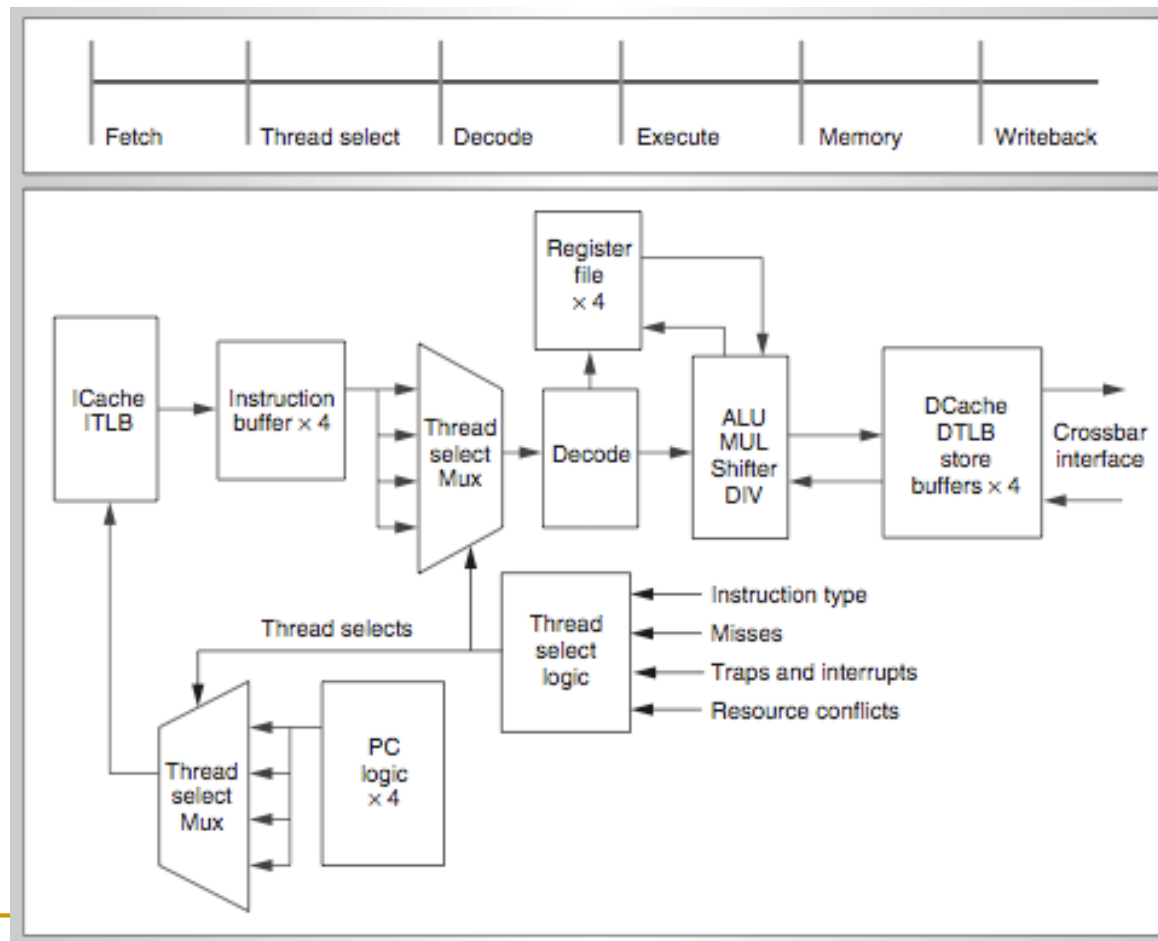 Fetch
Thread select
Decode
Execute
Memory
Writeback
Register
file
× 4
ICache
ITLB
Instruction
buffer × 4
Thread
select
Mux
Decode
ALU
MUL
Shifter
DIV
DCache
DTLB
store
buffers × 4
Crossbar
interface
Thread selects
Thread
select
logic
Instruction type
Misses
Traps and interrupts
Resource conflicts
Thread
select
Mux
PC
logic
× 4